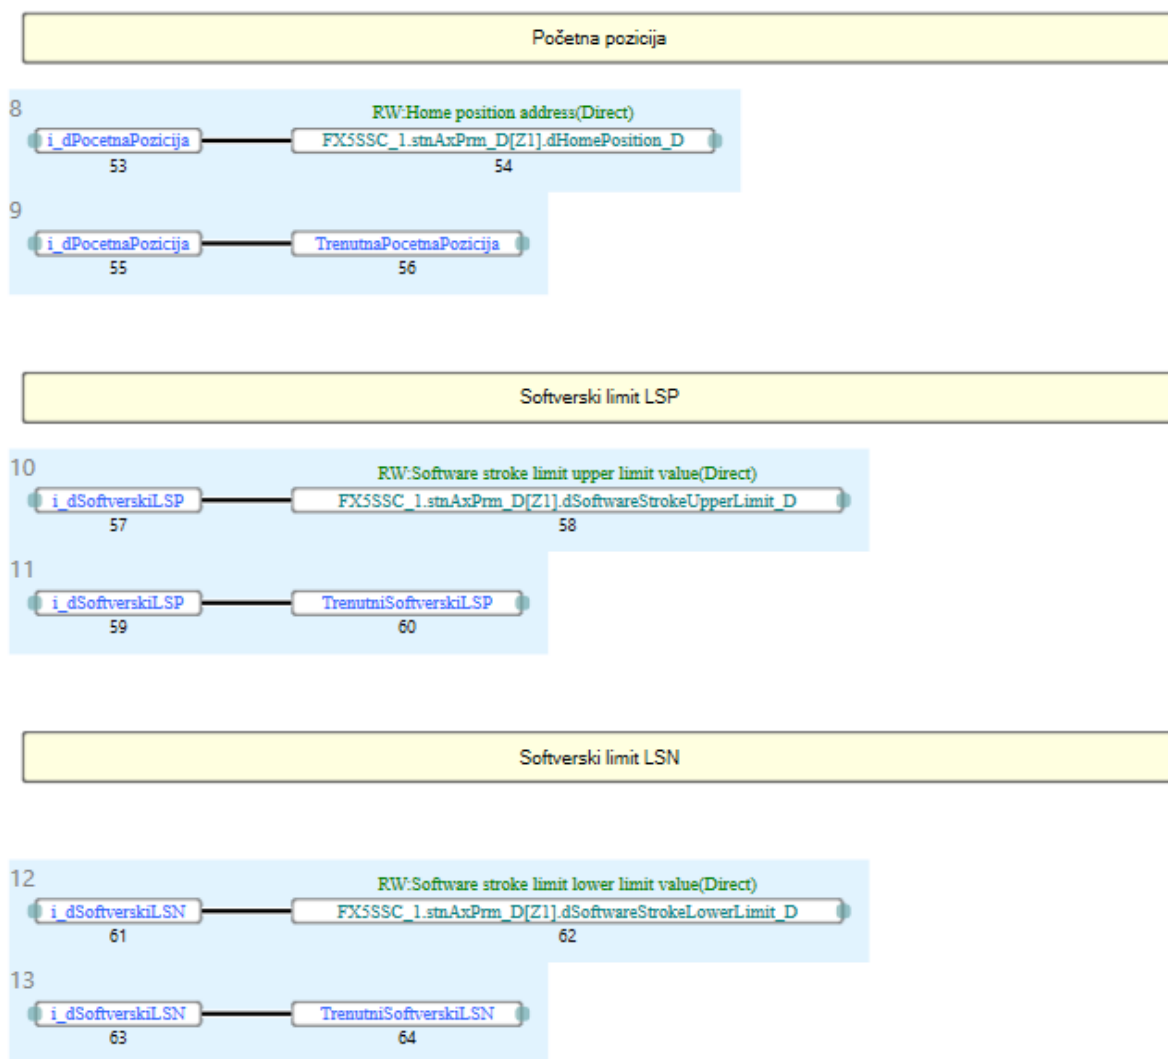 Početna pozicija
8
RW:Home position address(Direct)
i_dPocetnaPozicija FX5SSC_1.stnAxPrm_D[Z1].dHomePosition_D
53 54
9
i_dPocetnaPozicija TrenutnaPocetnaPozicija
55 56
Softverski limit LSP
10
RW:Software stroke limit upper limit value(Direct)
i_dSoftverskiLSP FX5SSC_1.stnAxPrm_D[Z1].dSoftwareStrokeUpperLimit_D
57 58
11
i_dSoftverskiLSP TrenutniSoftverskiLSP
59 60
Softverski limit LSN
12
RW:Software stroke limit lower limit value(Direct)
i_dSoftverskiLSN FX5SSC_1.stnAxPrm_D[Z1].dSoftwareStrokeLowerLimit_D
61 62
13
i_dSoftverskiLSN TrenutniSoftverskiLSN
63 64